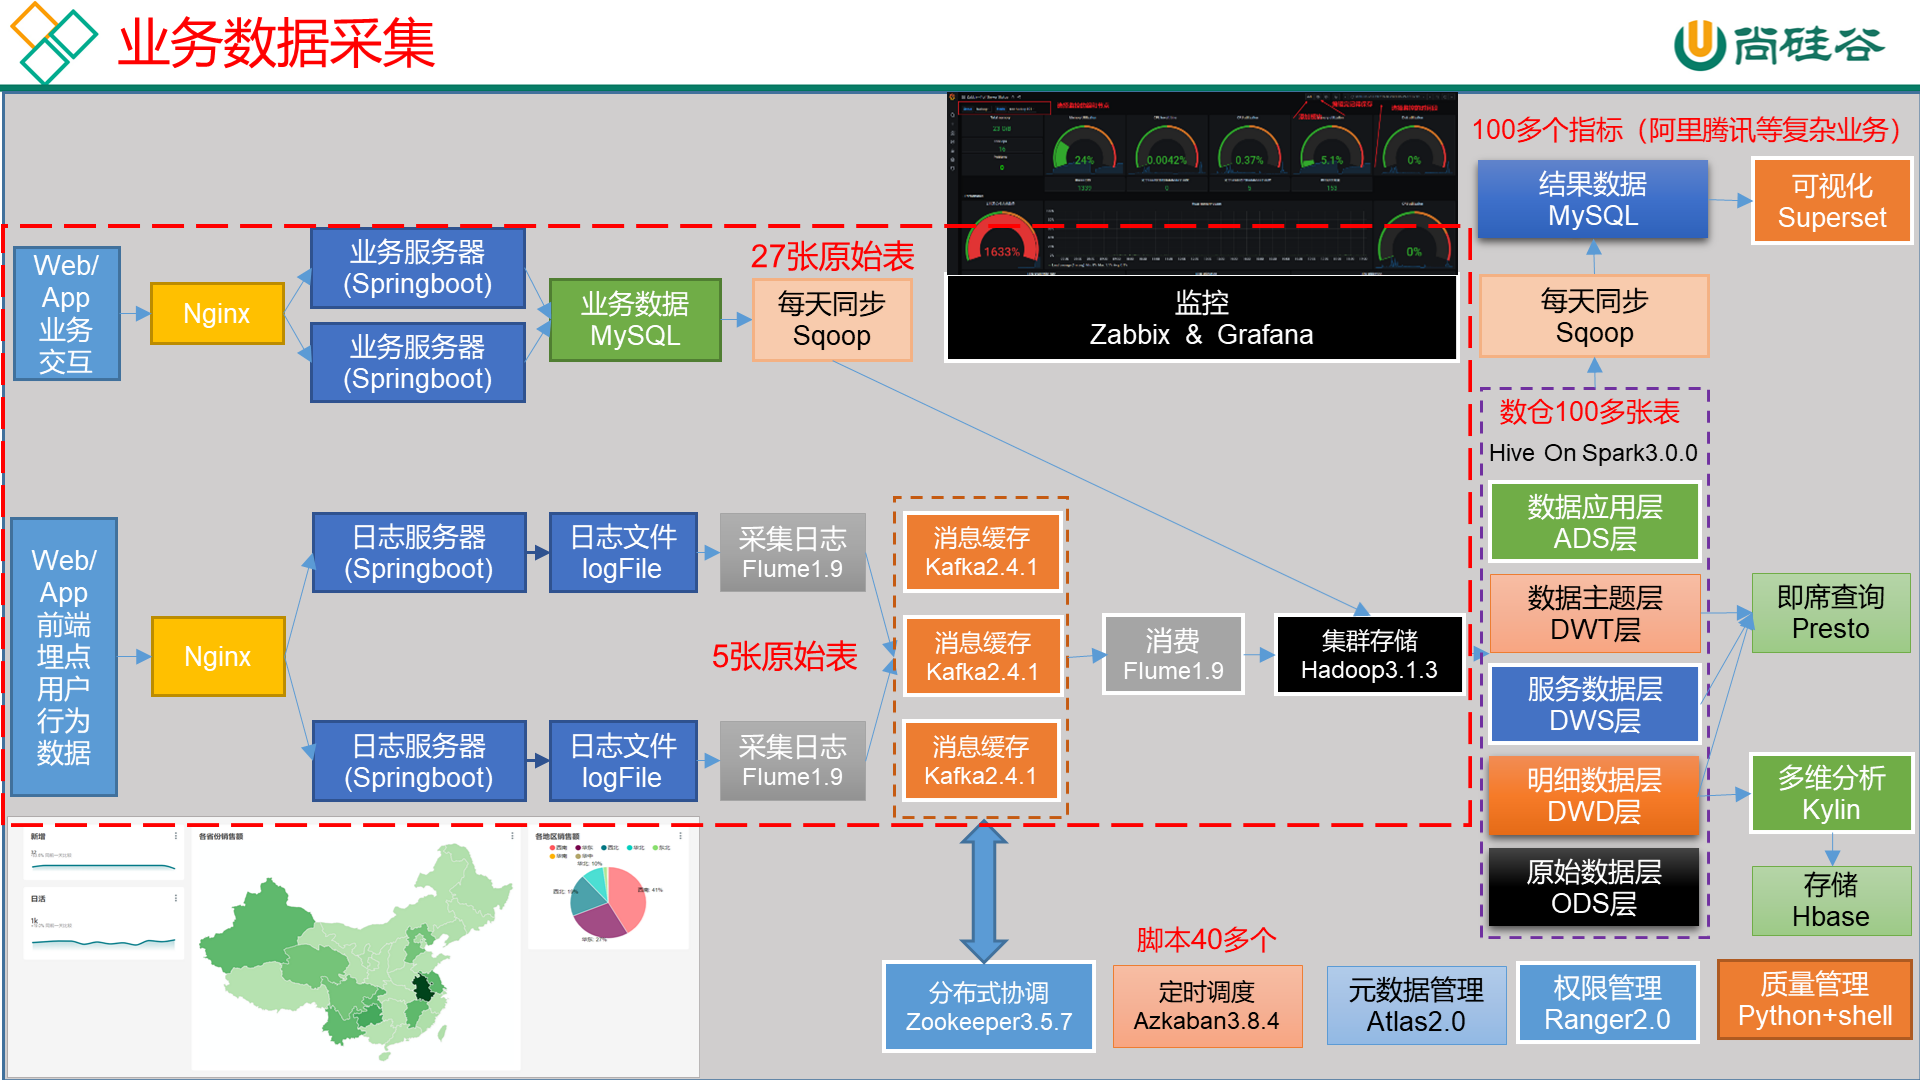 业务数据采集
尚硅谷
100多个指标（阿里腾讯等复杂业务）
结果数据
MySQL
可视化
Superset
24%
0.0042%
0.37%
5.1%
0%
1633%
0%
监控
Zabbix & Grafana
Web/
App
业务
交互
Nginx
业务服务器
(Springboot)
业务服务器
(Springboot)
业务数据
MySQL
27张原始表
每天同步
Sqoop
每天同步
Sqoop
数仓100多张表
Hive On Spark3.0.0
数据应用层
ADS层
数据主题层
DWT层
服务数据层
DWS层
明细数据层
DWD层
原始数据层
ODS层
即席查询
Presto
多维分析
Kylin
存储
Hbase
Web/
App
前端
埋点
用户
行为
数据
Nginx
日志服务器
(Springboot)
日志文件
logFile
采集日志
Flume1.9
日志服务器
(Springboot)
日志文件
logFile
采集日志
Flume1.9
5张原始表
消息缓存
Kafka2.4.1
消息缓存
Kafka2.4.1
消息缓存
Kafka2.4.1
消费
Flume1.9
集群存储
Hadoop3.1.3
新增
日活
1k
各省份销售额
各地区销售额
分布式协调
Zookeeper3.5.7
脚本40多个
定时调度
Azkaban3.8.4
元数据管理
Atlas2.0
权限管理
Ranger2.0
质量管理
Python+shell